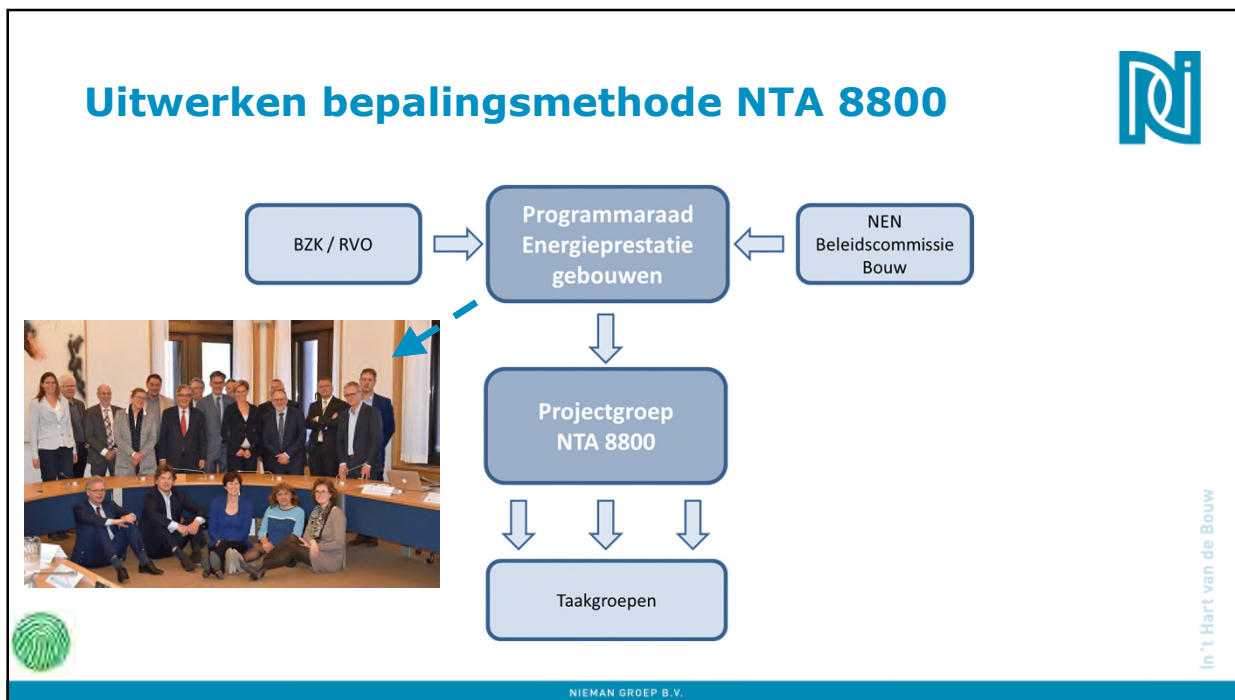 Uitwerken bepalingsmethode NTA 8800
BZK / RVO
Programmaraad
Energieprestatie
gebouwen
NEN
Beleidscommissie
Bouw
Projectgroep
NTA 8800
Taakgroepen
In 't Hart van de Bouw
NIEMAN GROEP B.V.